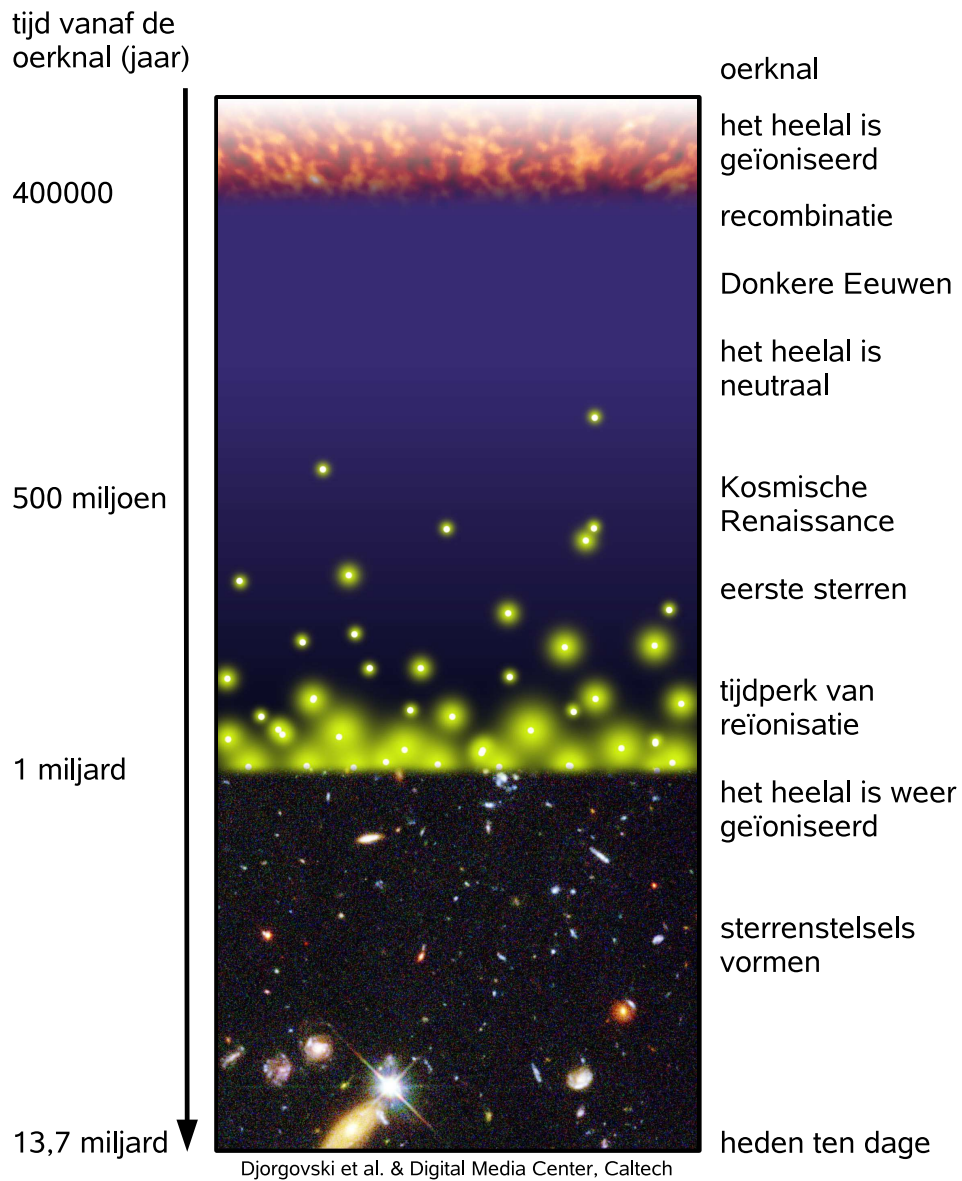 tijd vanaf de
oerknal (jaar)
400000
500 miljoen
1 miljard
13,7 miljard
oerknal
het heelal is
geïoniseerd
recombinatie
Donkere Eeuwen
het heelal is
neutraal
Kosmische
Renaissance
eerste sterren
tijdperk van
reïonisatie
het heelal is weer
geïoniseerd
sterrenstelsels
vormen
heden ten dage
Djorgovski et al. & Digital Media Center, Caltech